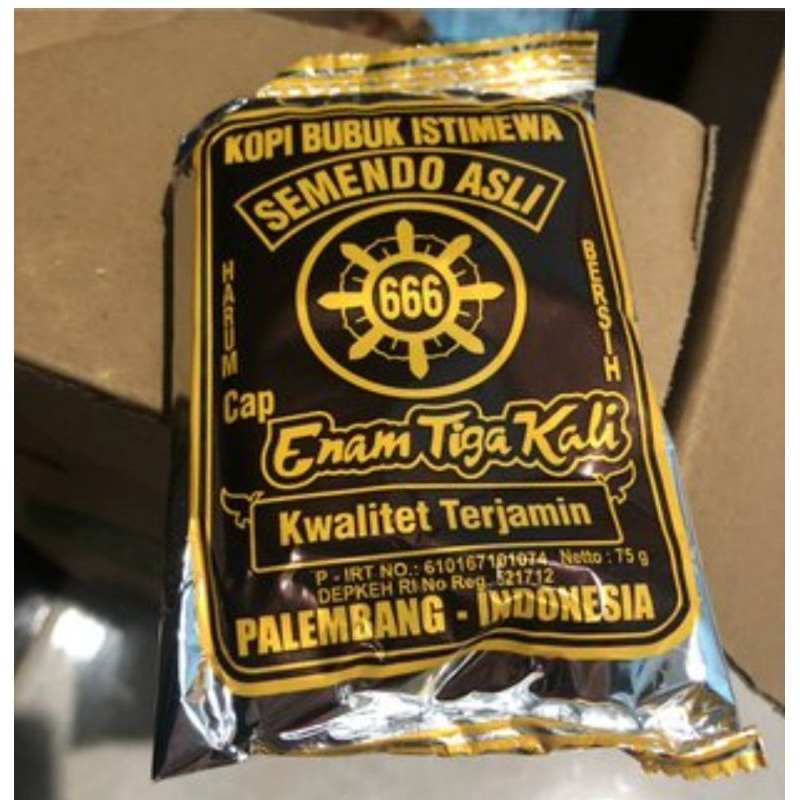 KOPI BUBUK ISTIMEWA
SEMENDO ASLI
HARUM
666
BERSIH
Cap
Enam Tiga Kali
Kwalitet Terjamin
P - IRT NO.: 610167101074 Netto : 75 g
DEPKEH RI No Reg. 521712
PALEMBANG - INDONESIA